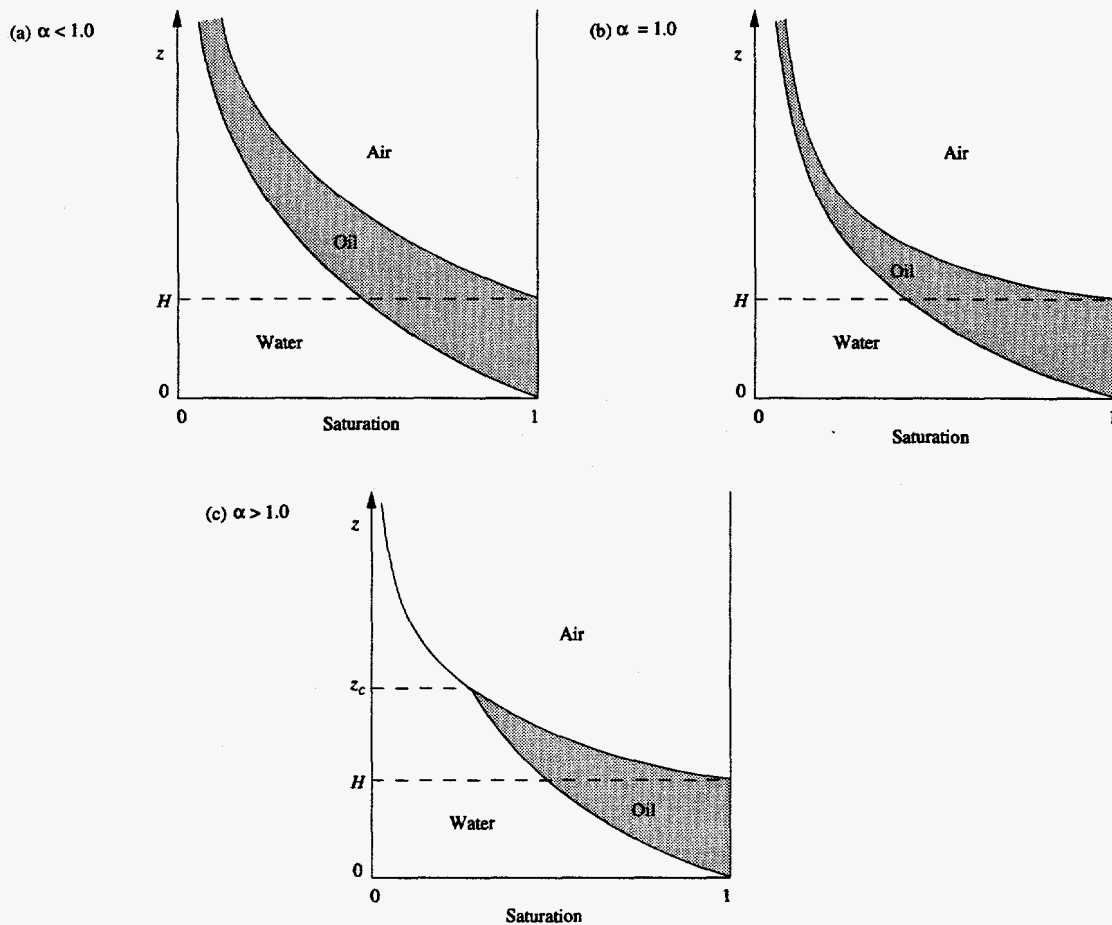 (a) α < 1.0
z
Air
Oil
H
Water
0
0
1
Saturation
(b) α = 1.0
z
Air
Oil
H
Water
0
0
1
Saturation
(c) α > 1.0
z
Air
z_c
H
Oil
Water
0
0
1
Saturation